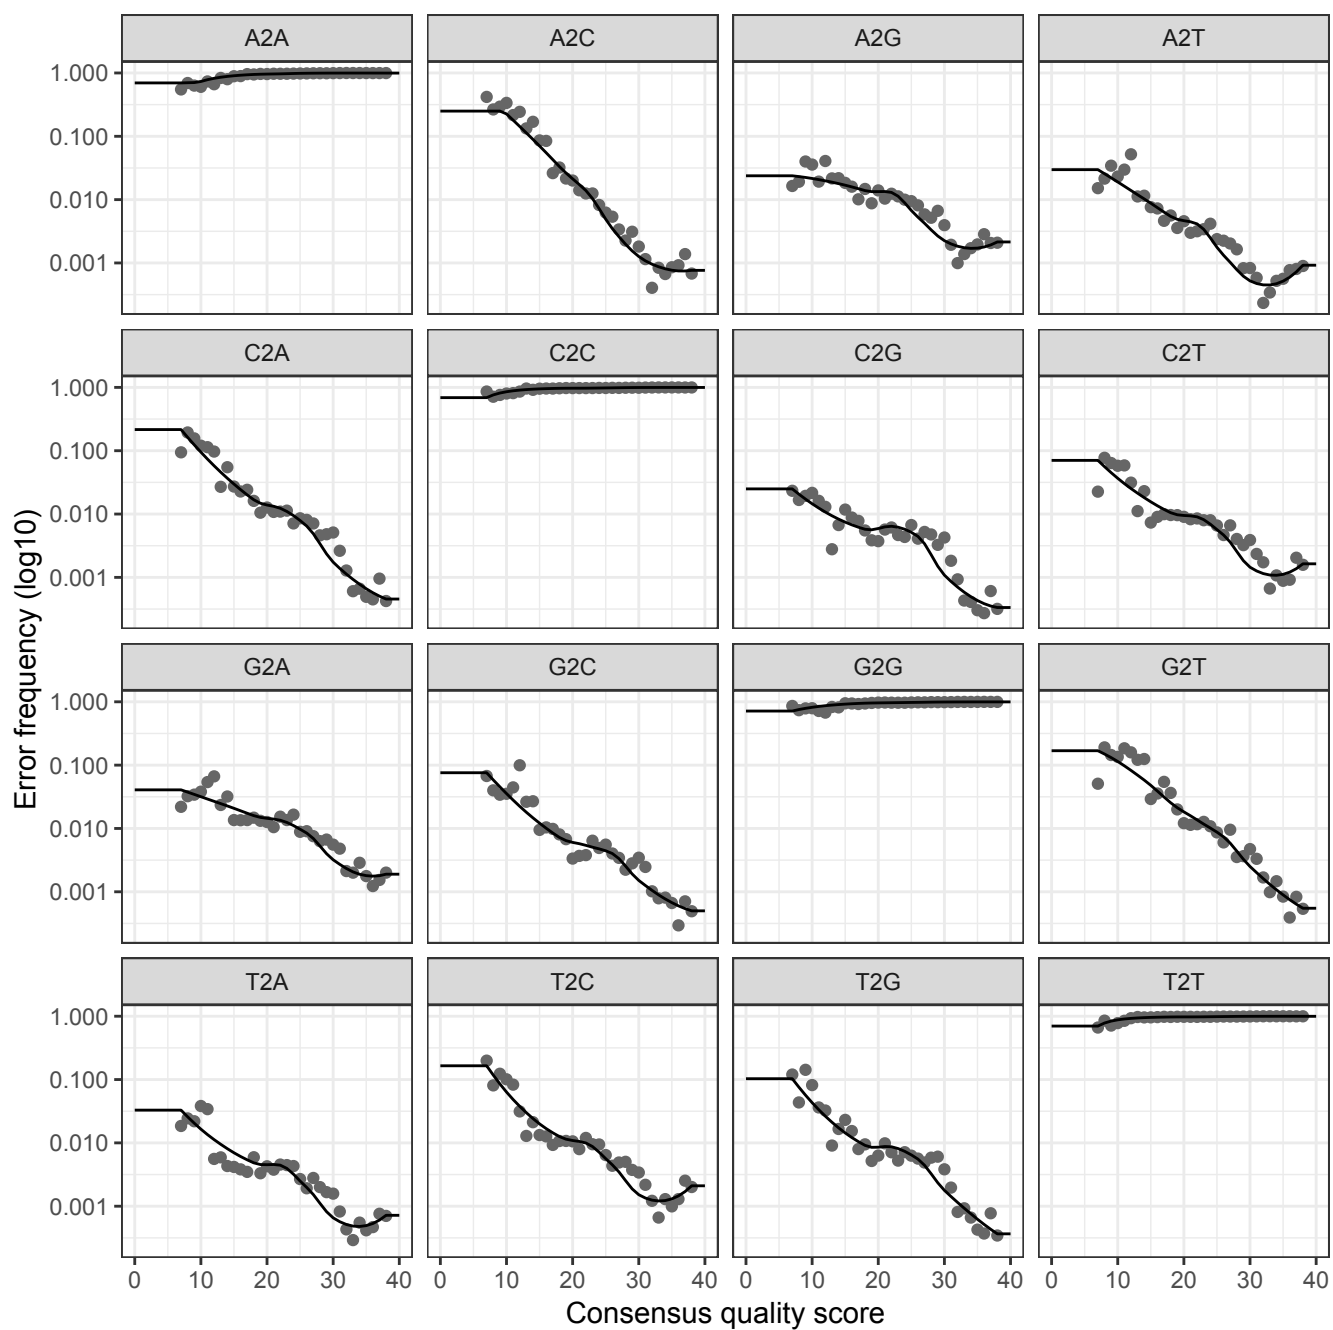 A2A A2C A2G A2T
1.000
0.100
0.010
0.001
C2A C2C C2G C2T
1.000
0.100
0.010
0.001
G2A G2C G2G G2T
1.000
0.100
0.010
0.001
T2A T2C T2G T2T
1.000
0.100
0.010
0.001
0 10 20 30 40 0 10 20 30 40 0 10 20 30 40 0 10 20 30 40
Consensus quality score
Error frequency (log10)